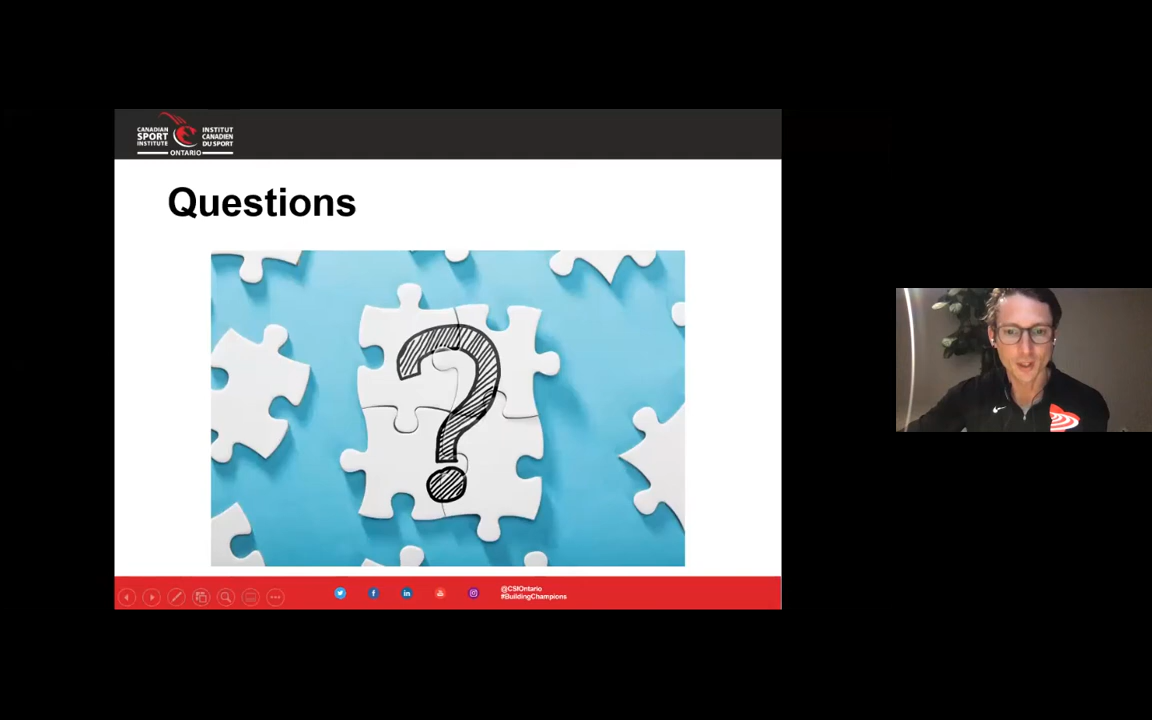 CANADIAN
SPORT
INSTITUTE
INSTITUT
CANADIEN
DU SPORT
ONTARIO
Questions
?
@CSIOntario
#BuildingChampions